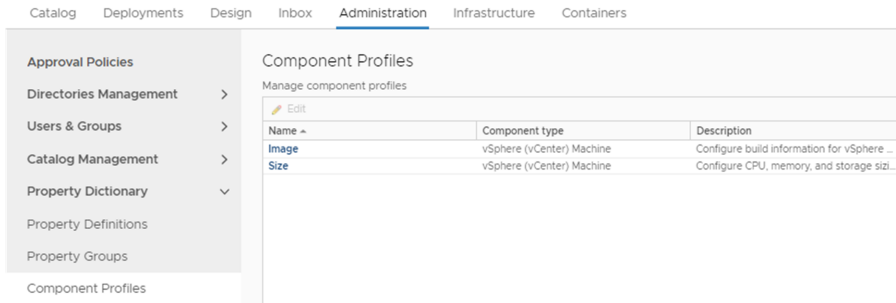 Catalog Deployments Design Inbox Administration Infrastructure Containers
Approval Policies
Directories Management
Users & Groups
Catalog Management
Property Dictionary
Property Definitions
Property Groups
Component Profiles
Component Profiles
Manage component profiles
Edit
Name Component type Description
Image vSphere (vCenter) Machine Configure build information for vSphere ...
Size vSphere (vCenter) Machine Configure CPU, memory, and storage sizi...